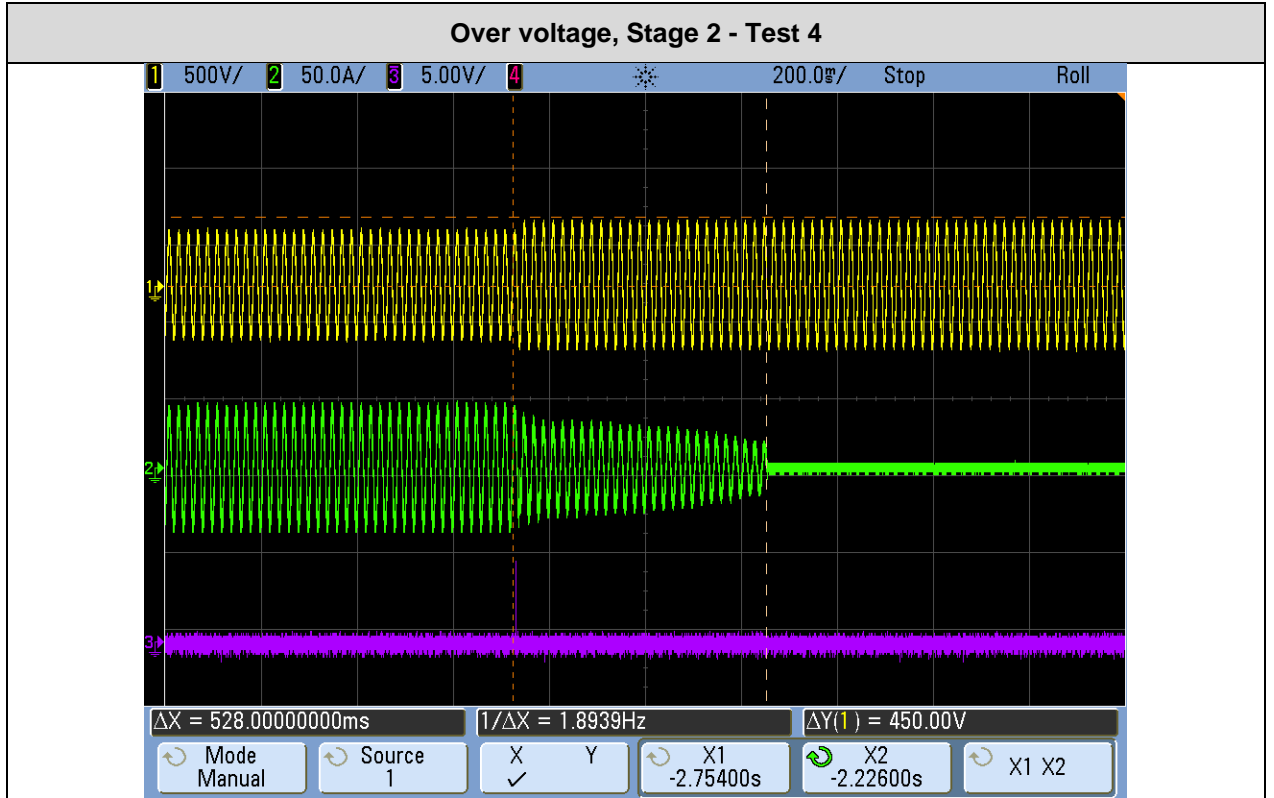 Over voltage, Stage 2 - Test 4
1 500V/ 2 50.0A/ 3 5.00V/ 4 200.0ms/ Stop Roll
1
2
3
ΔX = 528.00000000ms 1/ΔX = 1.8939Hz ΔY(1) = 450.00V
Mode Source X Y X1 X2 X1 X2
Manual 1 ✓ -2.75400s -2.22600s